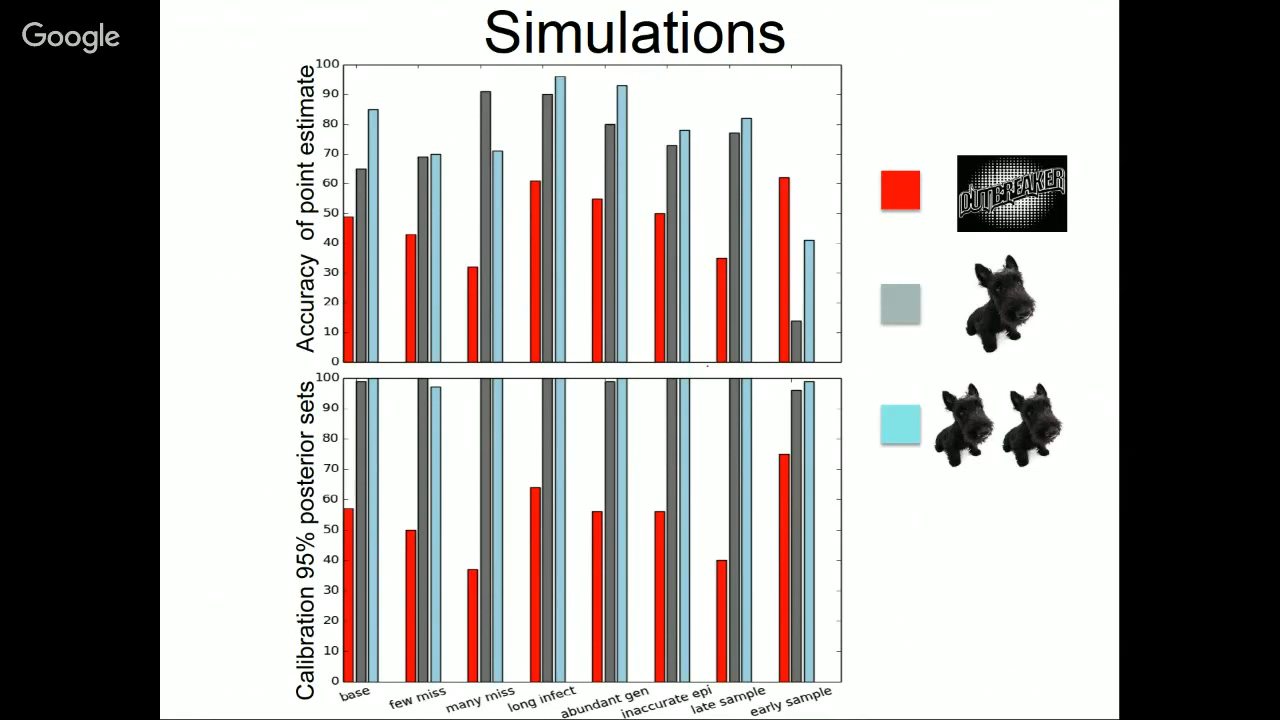 Google
Simulations
Accuracy of point estimate
100
90
80
70
60
50
40
30
20
10
0
OUTBREAKER
Calibration 95% posterior sets
100
90
80
70
60
50
40
30
20
10
0
base
few miss
many miss
long infect
abundant gen
inaccurate epi
late sample
early sample